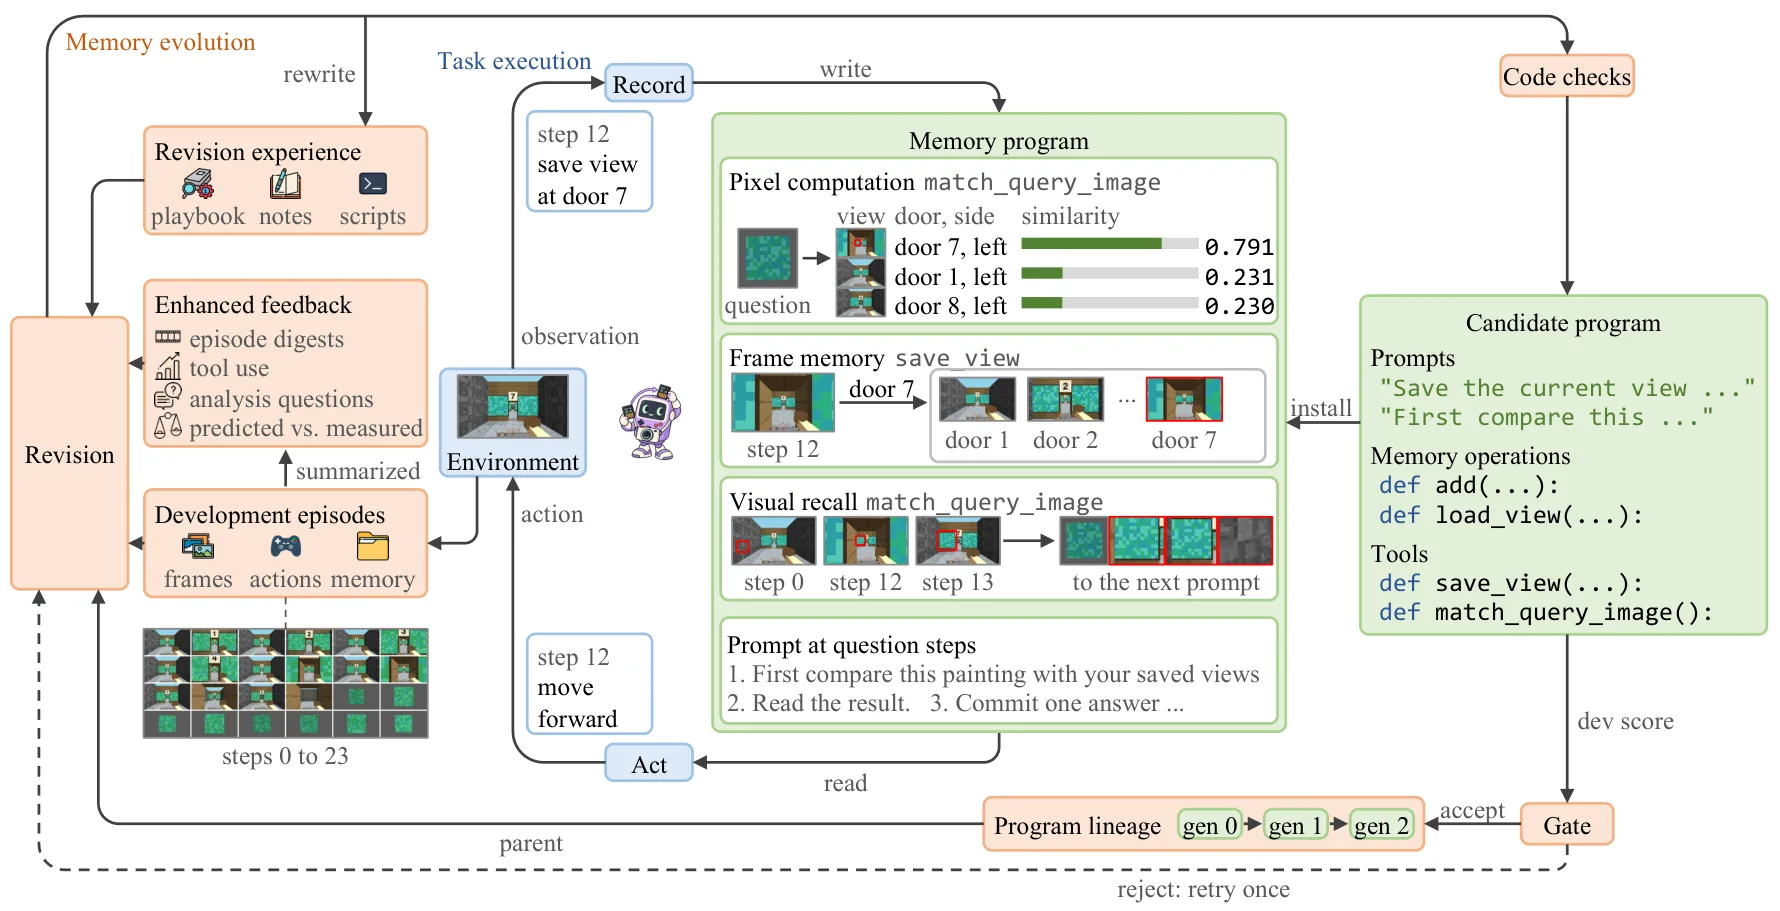 Memory evolution
rewrite
Task execution
Record
write
Code checks
Revision experience
playbook
notes
scripts
step 12
save view
at door 7
Memory program
Pixel computation match_query_image
view door, side similarity
question
door 7, left 0.791
door 1, left 0.231
door 8, left 0.230
Enhanced feedback
episode digests
tool use
analysis questions
predicted vs. measured
summarized
Revision
observation
7
Environment
action
Frame memory save_view
step 12
door 7
2
...
door 1
door 2
door 7
Visual recall match_query_image
step 0
step 12
step 13
to the next prompt
Prompt at question steps
1. First compare this painting with your saved views
2. Read the result. 3. Commit one answer ...
install
Candidate program
Prompts
"Save the current view ..."
"First compare this ..."
Memory operations
def add(...):
def load_view(...):
Tools
def save_view(...):
def match_query_image():
Development episodes
frames
actions
memory
1
2
3
4
steps 0 to 23
step 12
move
forward
Act
read
dev score
Program lineage gen 0 gen 1 gen 2
accept
Gate
parent
reject: retry once